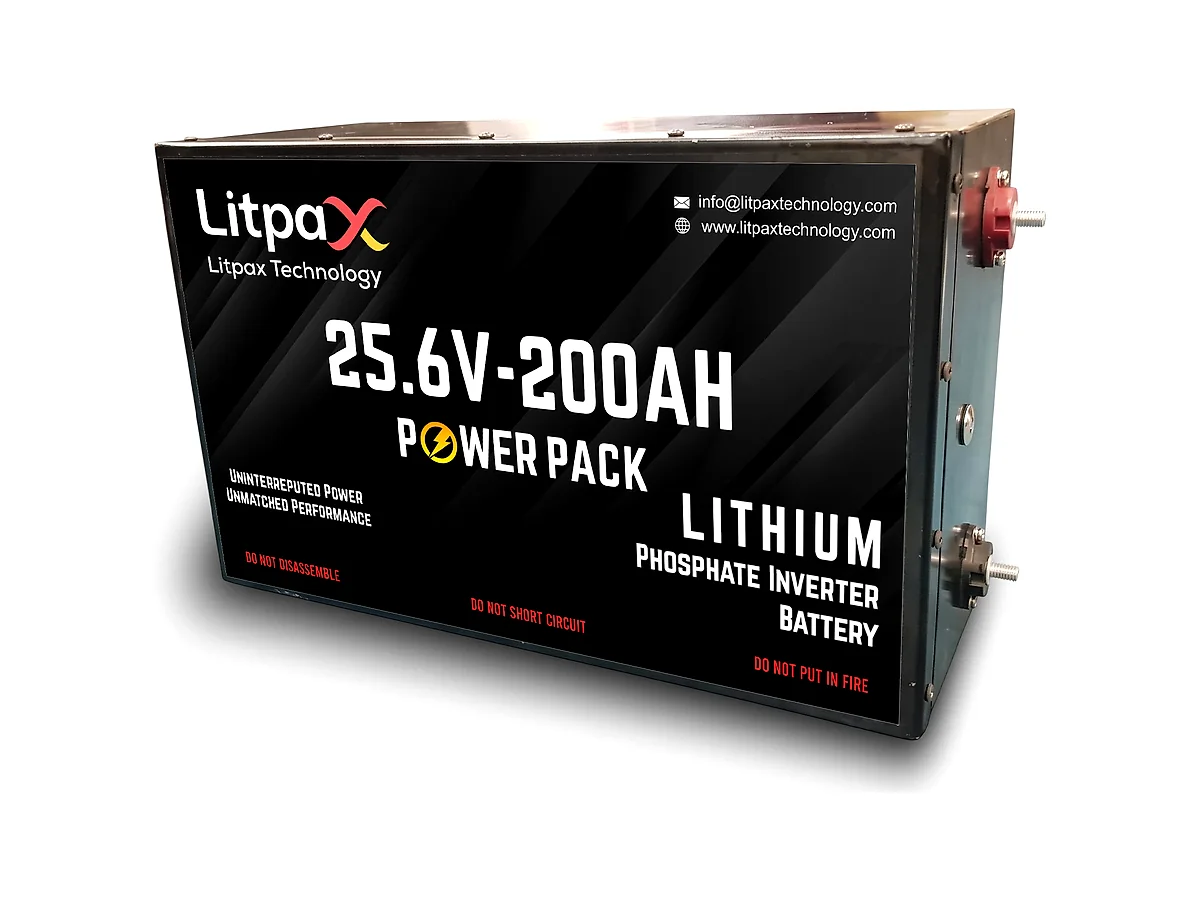 Litpax
Litpax Technology
info@litpaxtechnology.com
www.litpaxtechnology.com
25.6V-200AH
POWER PACK
UNINTERREPUTED POWER
UNMATCHED PERFORMANCE
LITHIUM
PHOSPHATE INVERTER
BATTERY
DO NOT DISASSEMBLE
DO NOT SHORT CIRCUIT
DO NOT PUT IN FIRE